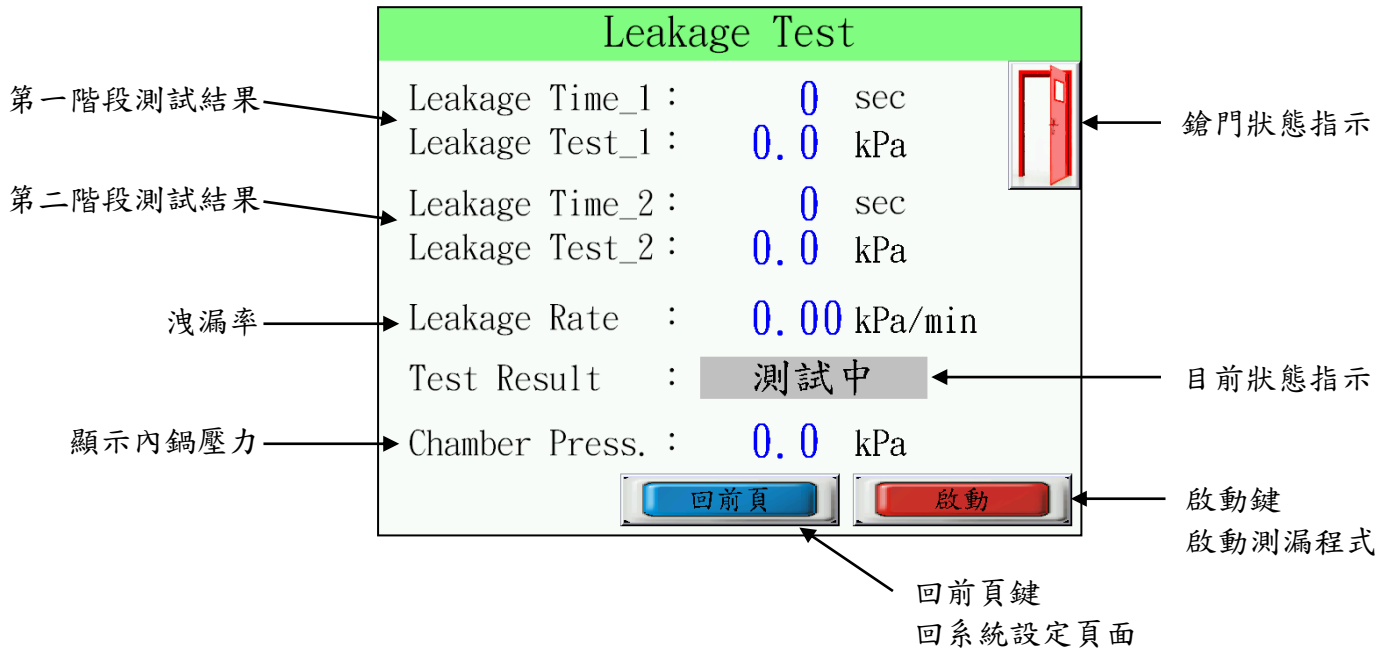 Leakage Test
第一階段測試結果
Leakage Time_1： 0 sec
Leakage Test_1： 0.0 kPa
鎗門狀態指示
第二階段測試結果
Leakage Time_2： 0 sec
Leakage Test_2： 0.0 kPa
洩漏率
Leakage Rate ： 0.00 kPa/min
Test Result ： 測試中
目前狀態指示
顯示內鍋壓力
Chamber Press.： 0.0 kPa
回前頁
啟動
啟動鍵
啟動測漏程式
回前頁鍵
回系統設定頁面